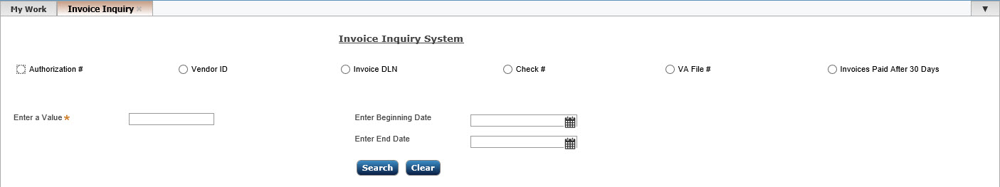 My Work Invoice Inquiry ×
Invoice Inquiry System
Authorization # Vendor ID Invoice DLN Check # VA File # Invoices Paid After 30 Days
Enter a Value * Enter Beginning Date
Enter End Date
Search Clear